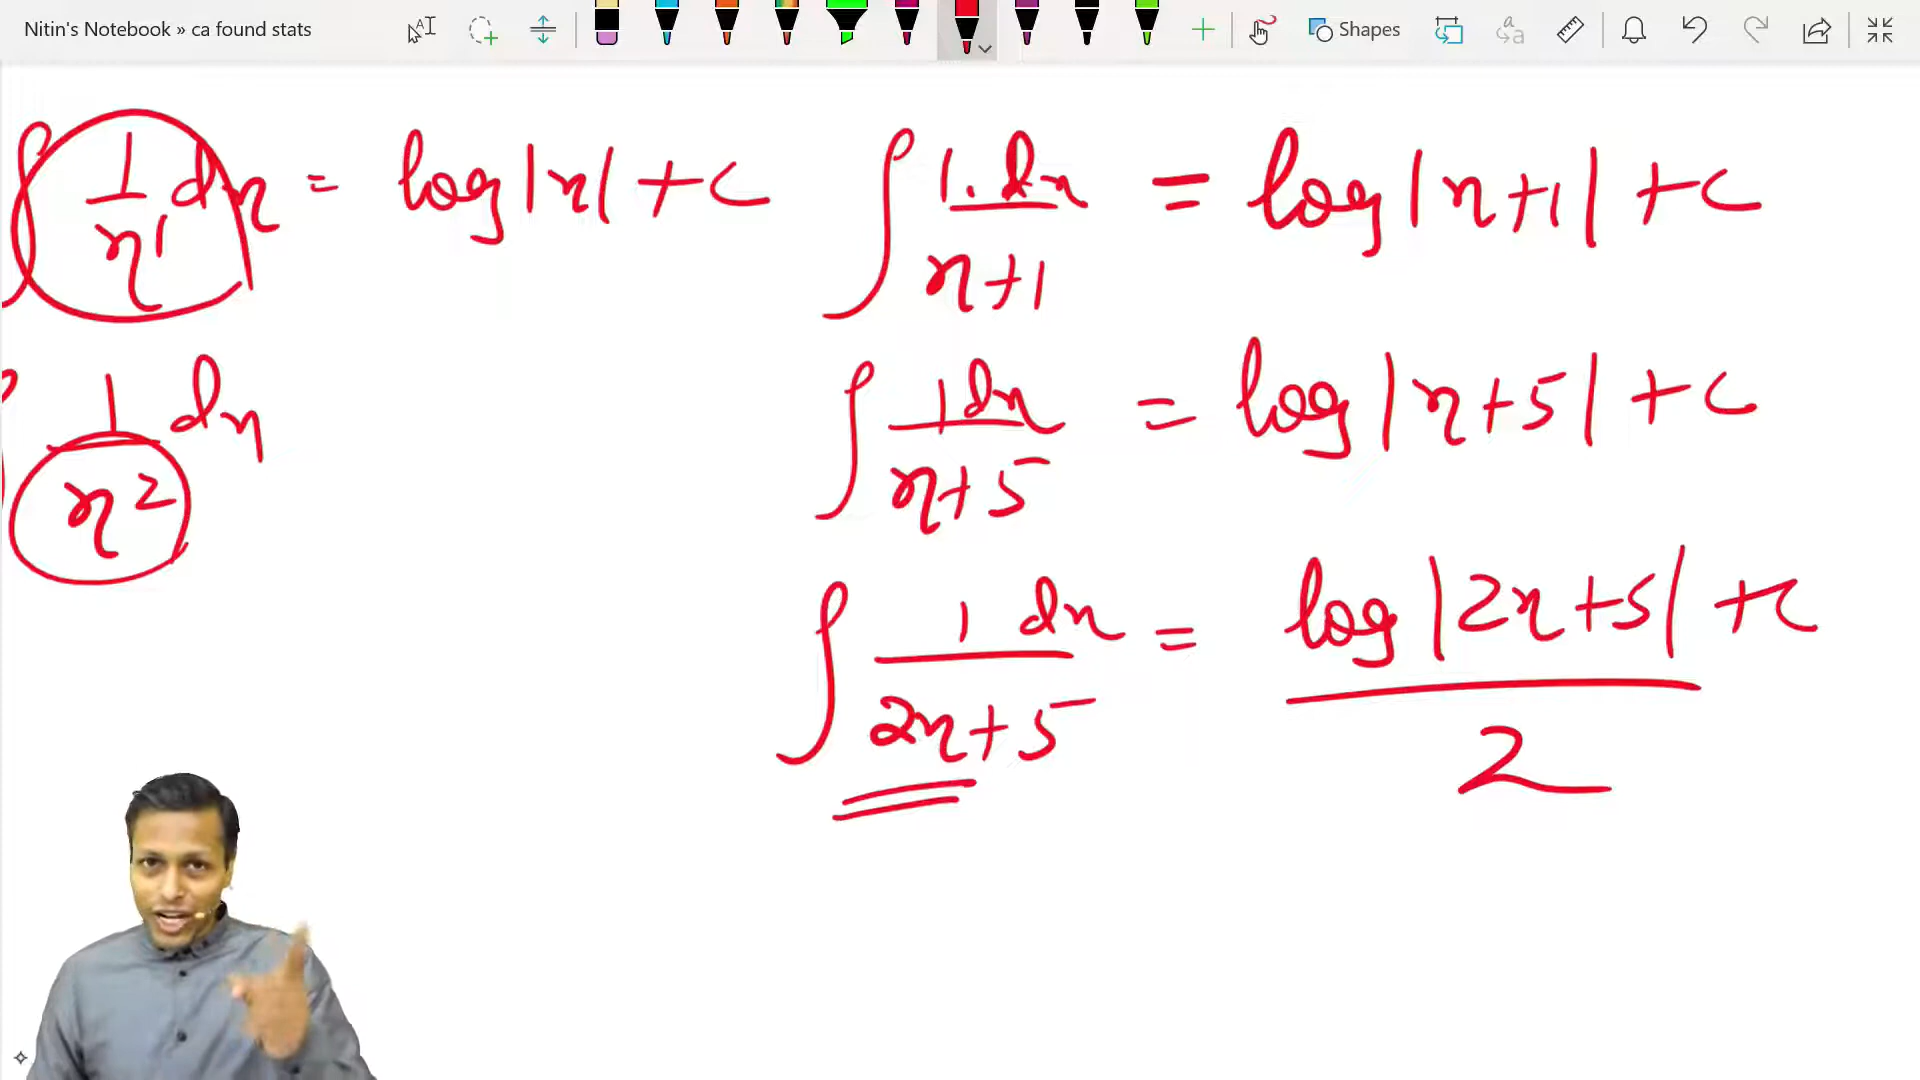 Nitin's Notebook » ca found stats
Shapes
∫ 1/x¹ dx = log|x| + c
∫ 1.dx/x+1 = log|x+1| + c
∫ 1/x² dx
∫ 1dx/x+5 = log|x+5| + c
∫ 1 dx/2x+5 = log|2x+5| + c/2